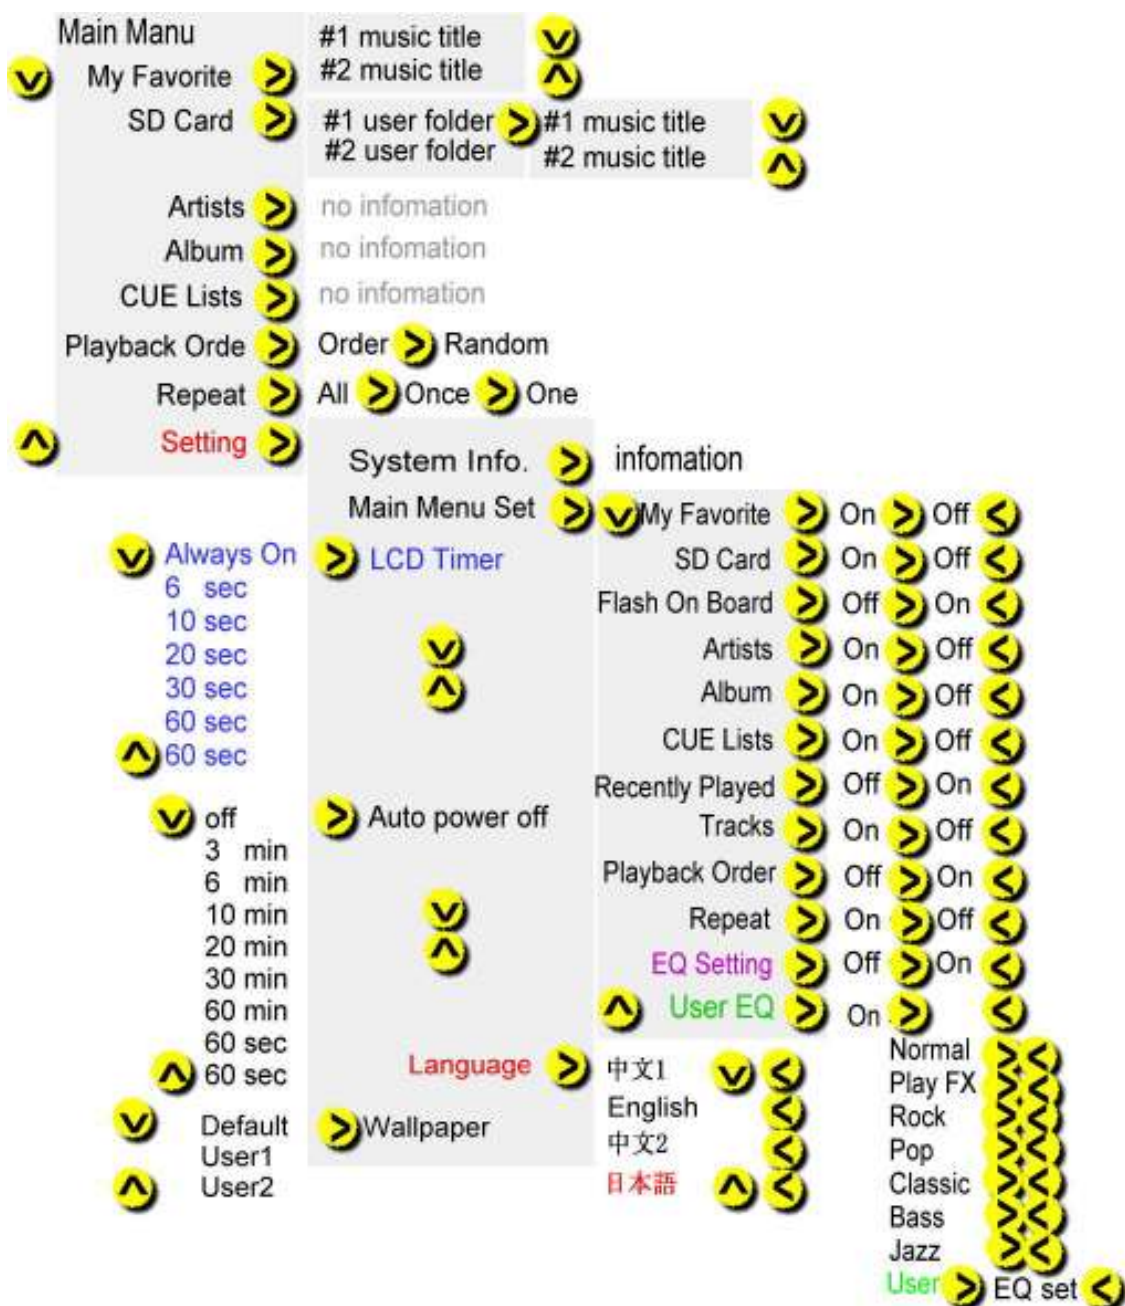 Main Manu
#1 music title
My Favorite
#2 music title
SD Card
#1 user folder
#1 music title
#2 user folder
#2 music title
Artists
no infomation
Album
no infomation
CUE Lists
no infomation
Playback Orde
Order
Random
Repeat
All
Once
One
Setting
System Info.
infomation
Main Menu Set
My Favorite
On
Off
SD Card
On
Off
Flash On Board
Off
On
Artists
On
Off
Album
On
Off
CUE Lists
On
Off
Recently Played
Off
On
Tracks
On
Off
Playback Order
Off
On
Repeat
On
Off
EQ Setting
Off
On
User EQ
On
Normal
Play FX
Rock
Pop
Classic
Bass
Jazz
User
EQ set
Always On
LCD Timer
6 sec
10 sec
20 sec
30 sec
60 sec
60 sec
off
Auto power off
3 min
6 min
10 min
20 min
30 min
60 min
60 sec
60 sec
Language
中文1
English
中文2
日本語
Default
Wallpaper
User1
User2